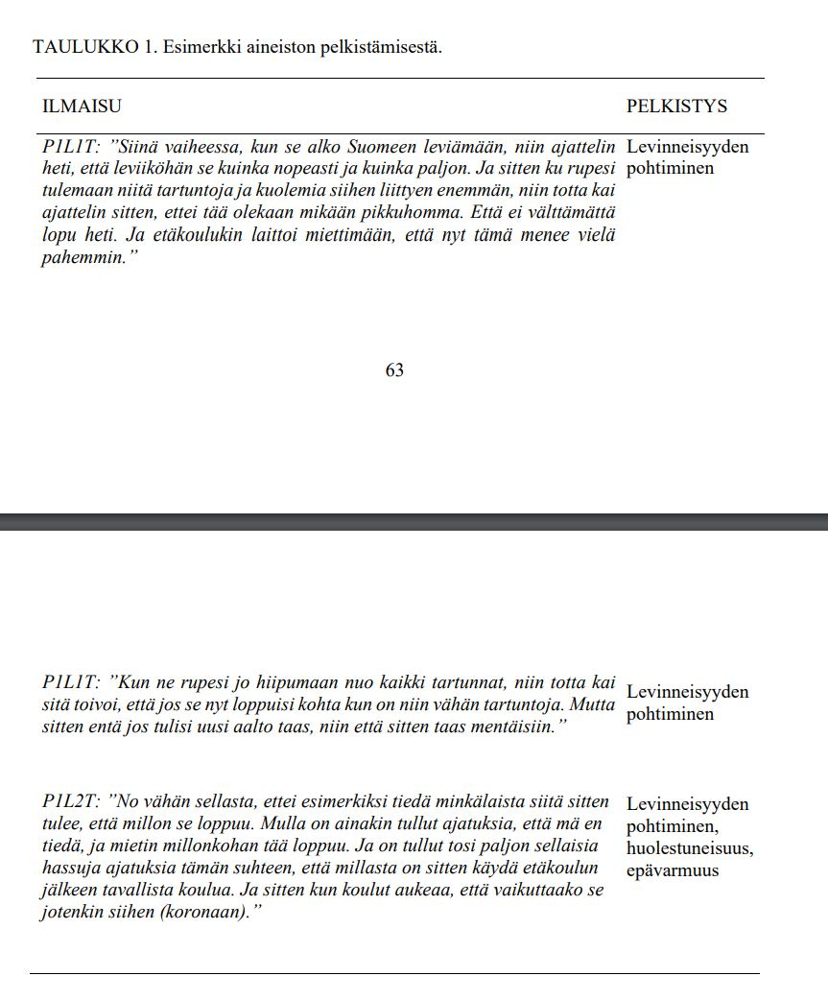 TAULUKKO 1. Esimerkki aineiston pelkistämisestä.
ILMAISU PELKISTYS
P1L1T: ”Siinä vaiheessa, kun se alko Suomeen leviämään, niin ajattelin
heti, että leviiköhän se kuinka nopeasti ja kuinka paljon. Ja sitten ku rupesi
tulemaan niitä tartuntoja ja kuolemia siihen liittyen enemmän, niin totta kai
ajattelin sitten, ettei tää olekaan mikään pikkuhomma. Että ei välttämättä
lopu heti. Ja etäkoulukin laittoi miettimään, että nyt tämä menee vielä
pahemmin.”
Levinneisyyden
pohtiminen
63
P1L1T: ”Kun ne rupesi jo hiipumaan nuo kaikki tartunnat, niin totta kai
sitä toivoi, että jos se nyt loppuisi kohta kun on niin vähän tartuntoja. Mutta
sitten entä jos tulisi uusi aalto taas, niin että sitten taas mentäisiin.”
Levinneisyyden
pohtiminen
P1L2T: ”No vähän sellasta, ettei esimerkiksi tiedä minkälaista siitä sitten
tulee, että millon se loppuu. Mulla on ainakin tullut ajatuksia, että mä en
tiedä, ja mietin millonkohan tää loppuu. Ja on tullut tosi paljon sellaisia
hassuja ajatuksia tämän suhteen, että millasta on sitten käydä etäkoulun
jälkeen tavallista koulua. Ja sitten kun koulut aukeaa, että vaikuttaako se
jotenkin siihen (koronaan).”
Levinneisyyden
pohtiminen,
huolestuneisuus,
epävarmuus